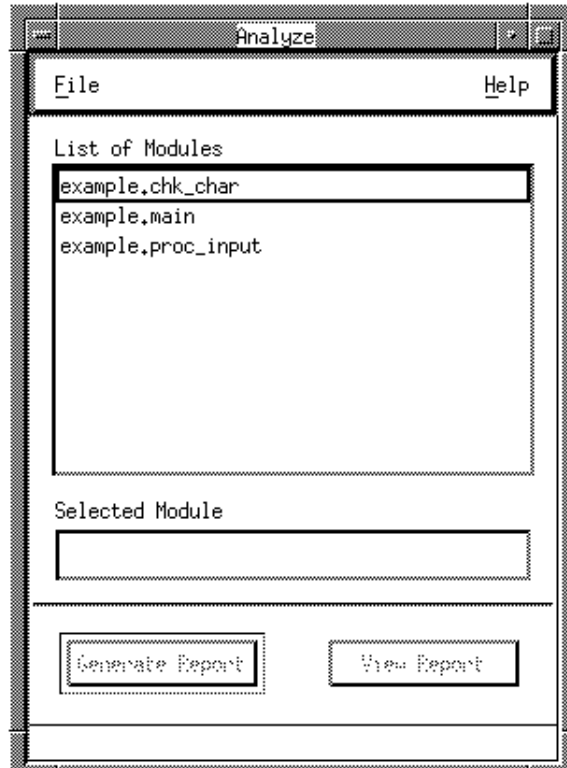 Analyze
File Help
List of Modules
example.chk_char
example.main
example.proc_input
Selected Module
Generate Report View Report